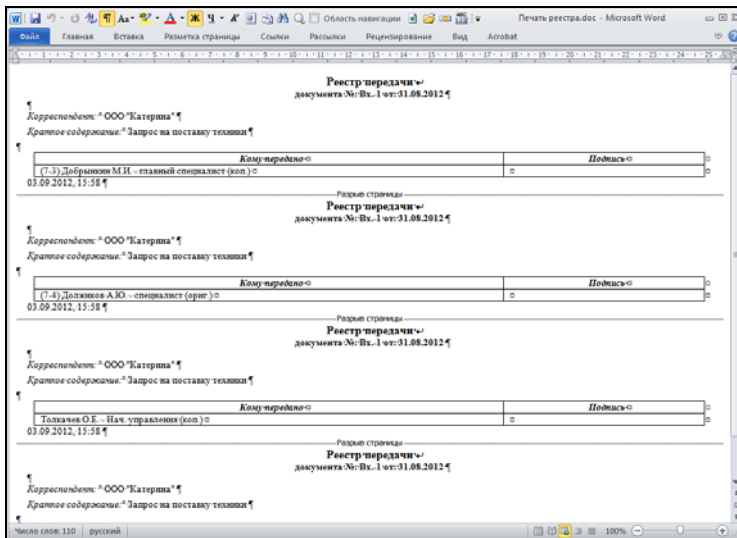 Область навигации
Печать реестра.doc - Microsoft Word
Файл Главная Вставка Разметка страницы Ссылки Рассылки Рецензирование Вид Acrobat
Реестр передачи
документа №: Вх.-1 от: 31.08.2012
Корреспондент: ООО "Катерина"
Краткое содержание: Запрос на поставку техники
Кому передано Подпись
(7-3) Добрынкин М.И. – главный специалист (коп.)
03.09.2012, 15:58
Разрыв страницы
Реестр передачи
документа №: Вх.-1 от: 31.08.2012
Корреспондент: ООО "Катерина"
Краткое содержание: Запрос на поставку техники
Кому передано Подпись
(7-4) Должиков А.Ю. – специалист (ориг.)
03.09.2012, 15:58
Разрыв страницы
Реестр передачи
документа №: Вх.-1 от: 31.08.2012
Корреспондент: ООО "Катерина"
Краткое содержание: Запрос на поставку техники
Кому передано Подпись
Толкачев О.Е. – Нач. управления (коп.)
03.09.2012, 15:58
Разрыв страницы
Реестр передачи
документа №: Вх.-1 от: 31.08.2012
Корреспондент: ООО "Катерина"
Краткое содержание: Запрос на поставку техники
Число слов: 110 русский 100%